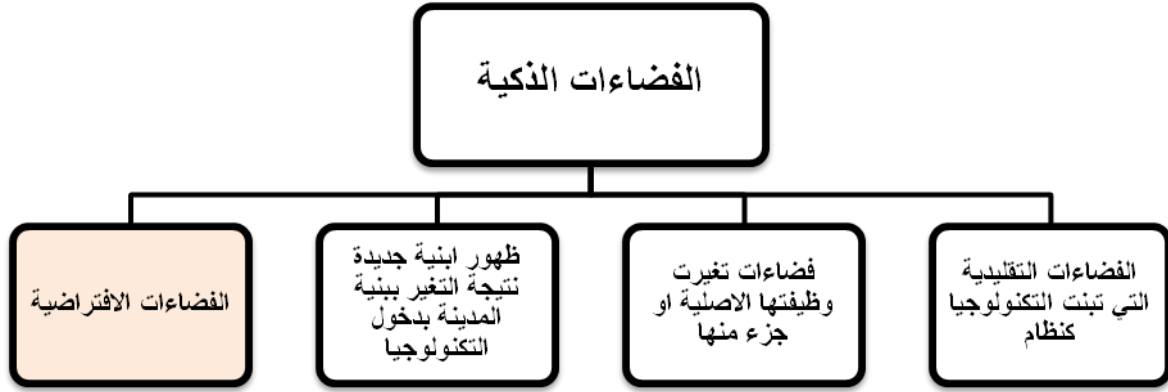 الفضاءات الذكية
الفضاءات التقليدية
التي تبنت التكنولوجيا
كنظام
فضاءات تغيرت
وظيفتها الاصلية او
جزء منها
ظهور ابنية جديدة
نتيجة التغير ببنية
المدينة بدخول
التكنولوجيا
الفضاءات الافتراضية